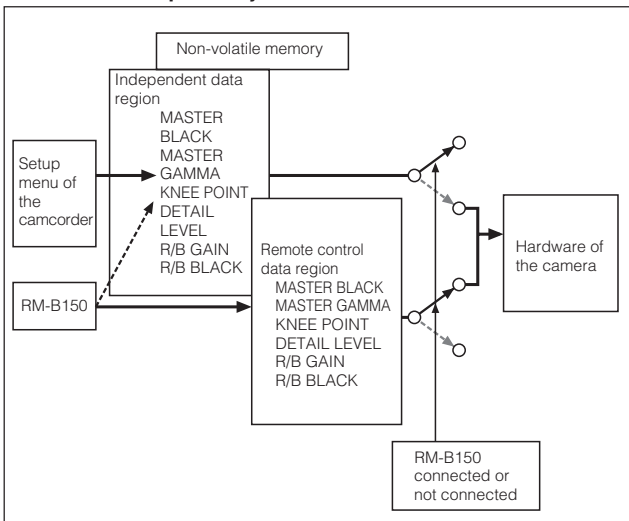 Non-volatile memory
Independent data
region
MASTER
BLACK
MASTER
GAMMA
KNEE POINT
DETAIL
LEVEL
R/B GAIN
R/B BLACK
Setup
menu of
the
camcorder
RM-B150
Remote control
data region
MASTER BLACK
MASTER GAMMA
KNEE POINT
DETAIL LEVEL
R/B GAIN
R/B BLACK
Hardware of
the camera
RM-B150
connected or
not connected